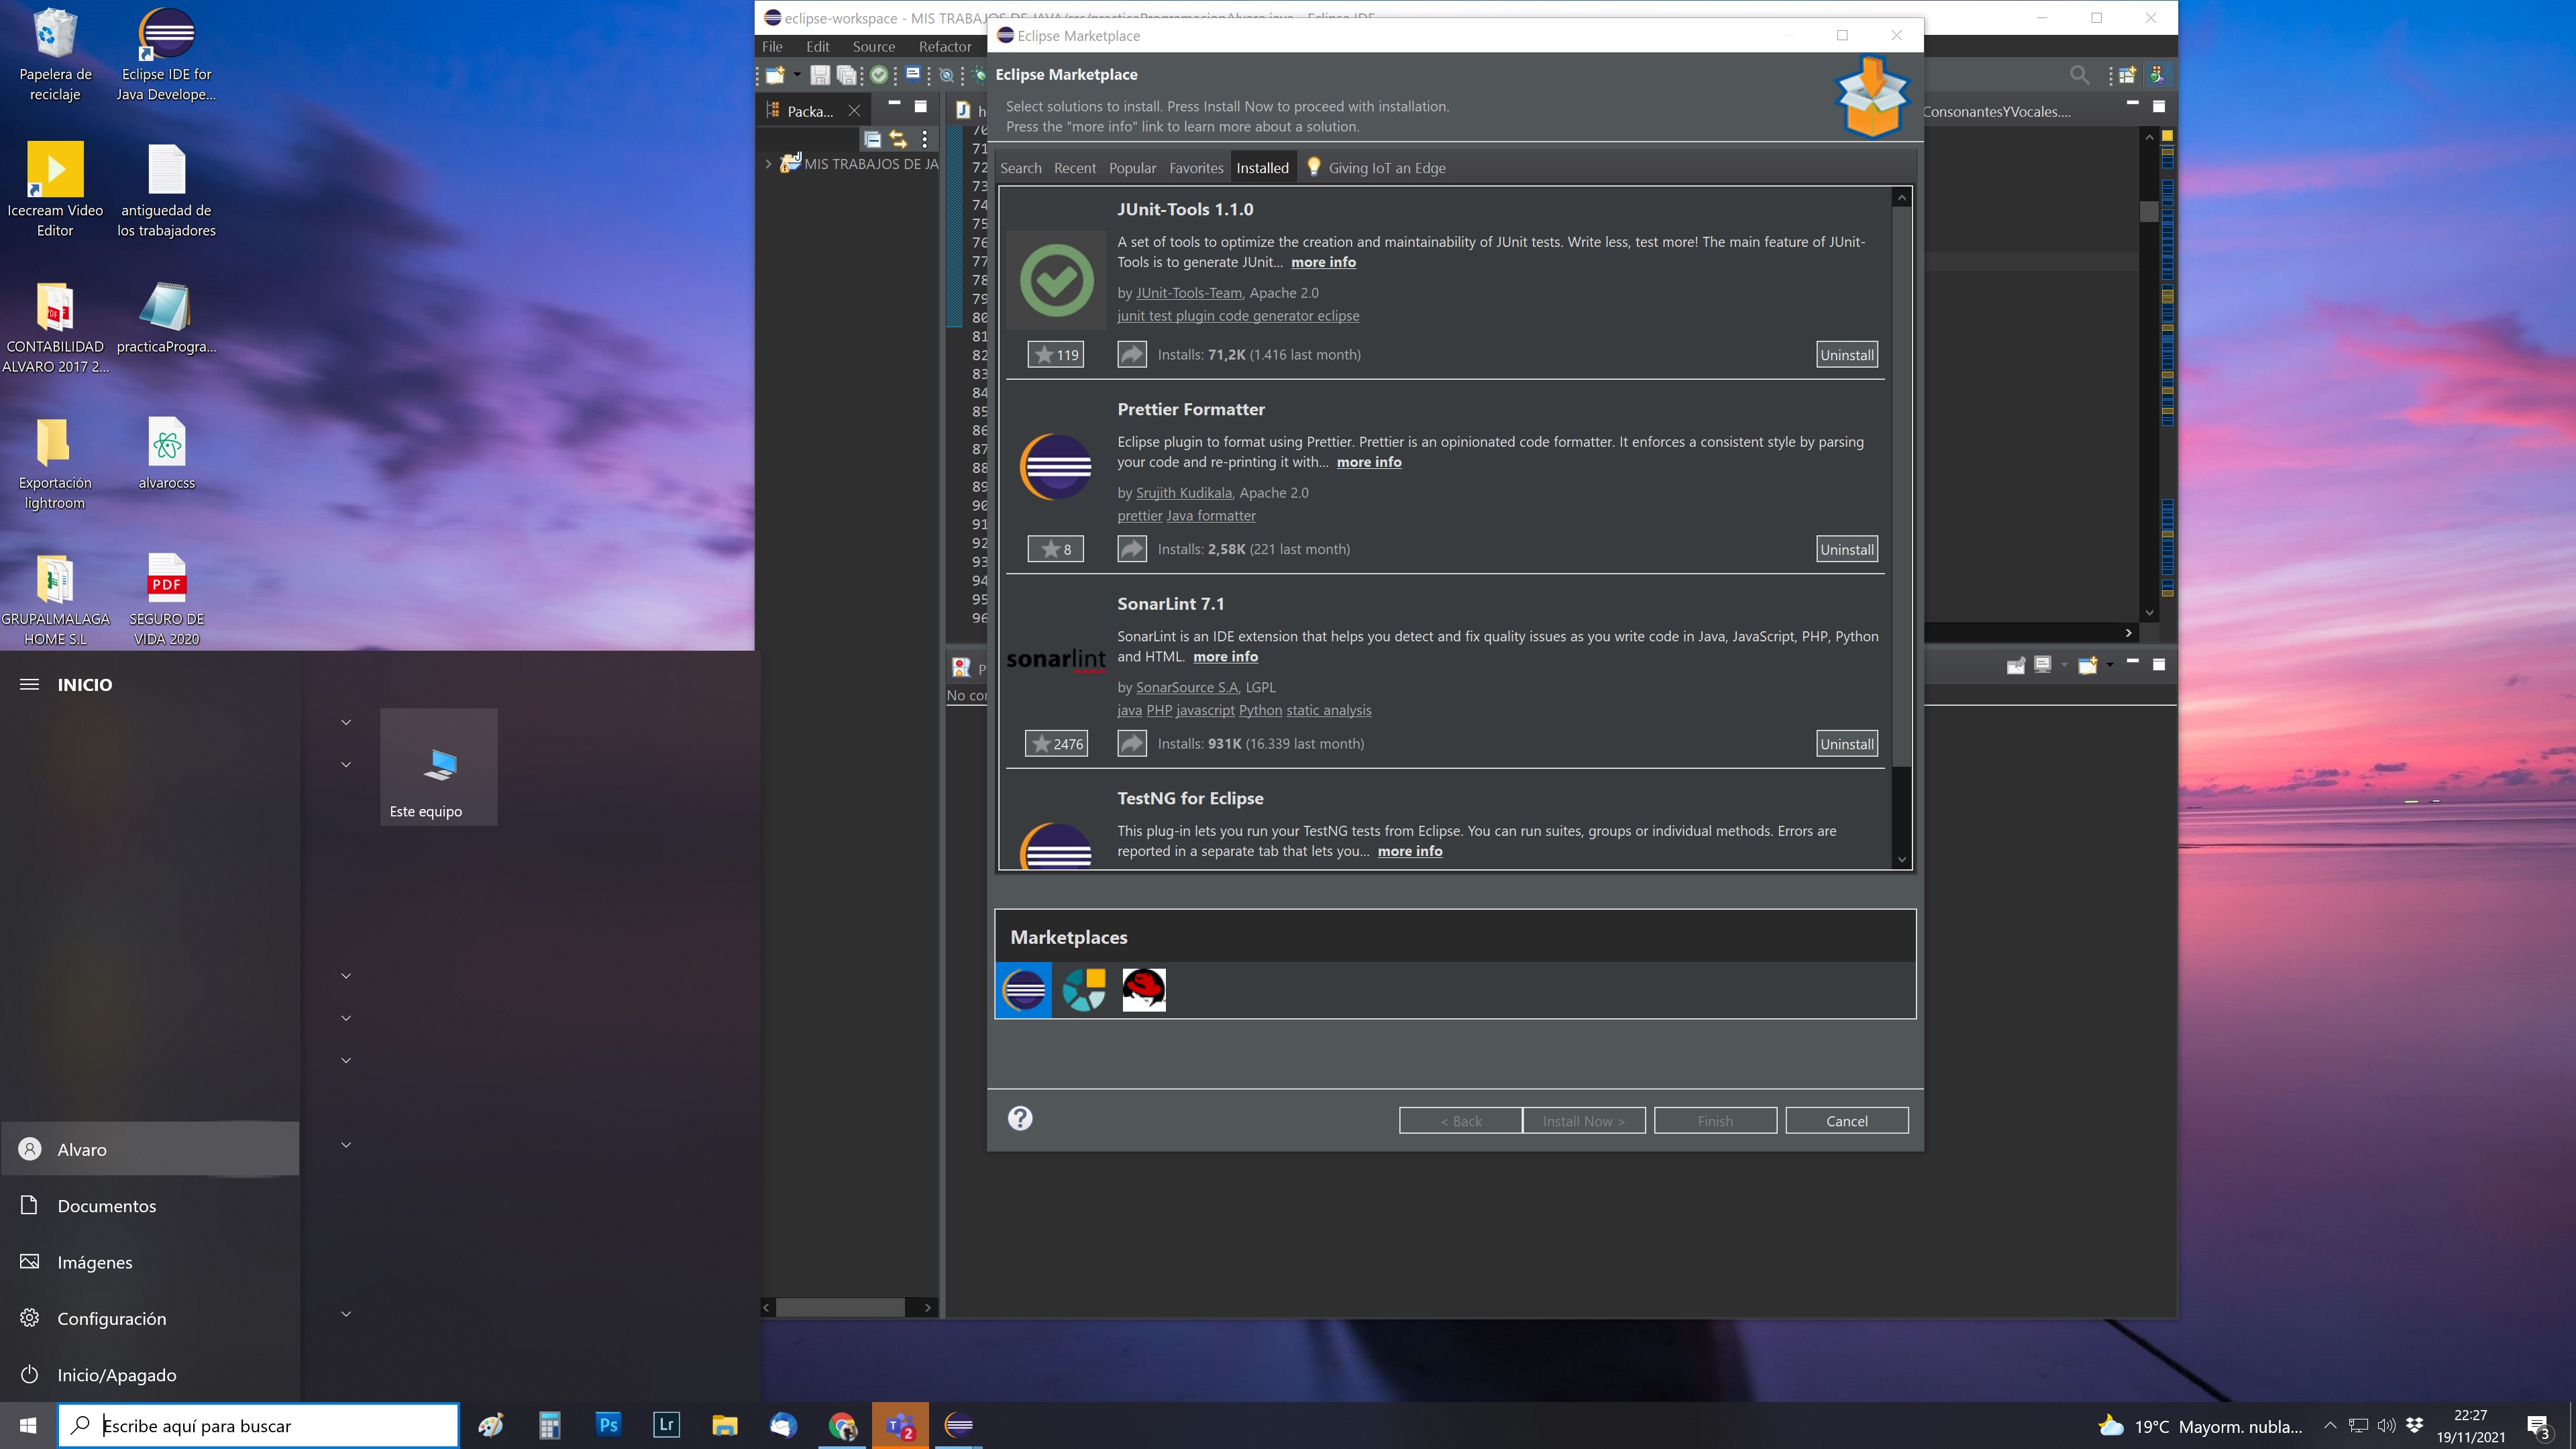 Papelera de
reciclaje
Eclipse IDE for
Java Develope...
Icecream Video
Editor
antiguedad de
los trabajadores
CONTABILIDAD
ALVARO 2017 2...
practicaProgra...
Exportación
lightroom
alvarocss
GRUPALMALAGA
HOME S.L
PDF
SEGURO DE
VIDA 2020
eclipse-workspace - MIS TRABAJOS DE JAVA/src/practicaProgramacionAlvaro.java - Eclipse IDE
File Edit Source Refactor
Packa...
MIS TRABAJOS DE JA
ConsonantesYVocales....
70
71
72
73
74
75
76
77
78
79
80
81
82
83
84
85
86
87
88
89
90
91
92
93
94
95
96
No cor
Eclipse Marketplace
Eclipse Marketplace
Select solutions to install. Press Install Now to proceed with installation.
Press the "more info" link to learn more about a solution.
Search Recent Popular Favorites Installed Giving IoT an Edge
JUnit-Tools 1.1.0
A set of tools to optimize the creation and maintainability of JUnit tests. Write less, test more! The main feature of JUnit-
Tools is to generate JUnit... more info
by JUnit-Tools-Team, Apache 2.0
junit test plugin code generator eclipse
119 Installs: 71,2K (1.416 last month) Uninstall
Prettier Formatter
Eclipse plugin to format using Prettier. Prettier is an opinionated code formatter. It enforces a consistent style by parsing
your code and re-printing it with... more info
by Srujith Kudikala, Apache 2.0
prettier Java formatter
8 Installs: 2,58K (221 last month) Uninstall
SonarLint 7.1
sonarlint
SonarLint is an IDE extension that helps you detect and fix quality issues as you write code in Java, JavaScript, PHP, Python
and HTML. more info
by SonarSource S.A, LGPL
java PHP javascript Python static analysis
2476 Installs: 931K (16.339 last month) Uninstall
TestNG for Eclipse
This plug-in lets you run your TestNG tests from Eclipse. You can run suites, groups or individual methods. Errors are
reported in a separate tab that lets you... more info
Marketplaces
< Back Install Now > Finish Cancel
INICIO
Este equipo
Alvaro
Documentos
Imágenes
Configuración
Inicio/Apagado
Escribe aquí para buscar
Ps
Lr
T
2
19°C Mayorm. nubla...
22:27
19/11/2021
3